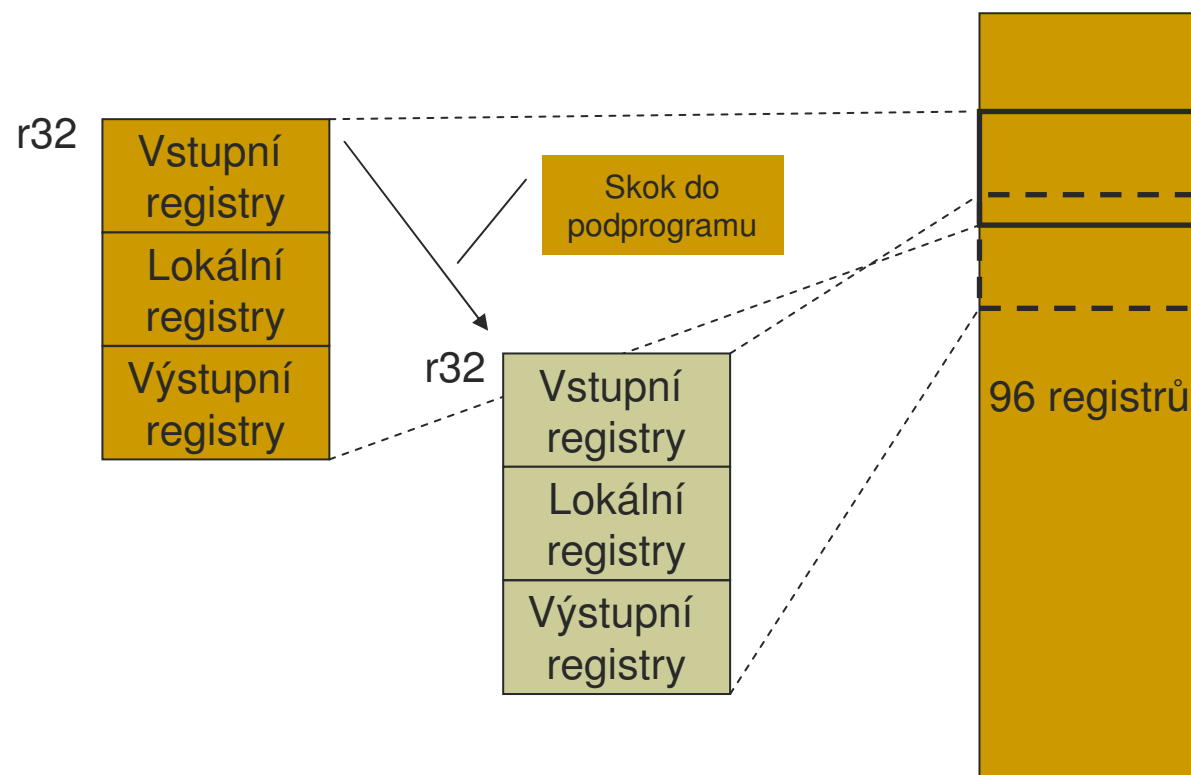 r32
Vstupní
registry
Lokální
registry
Výstupní
registry
Skok do
podprogramu
r32
Vstupní
registry
Lokální
registry
Výstupní
registry
96 registrů